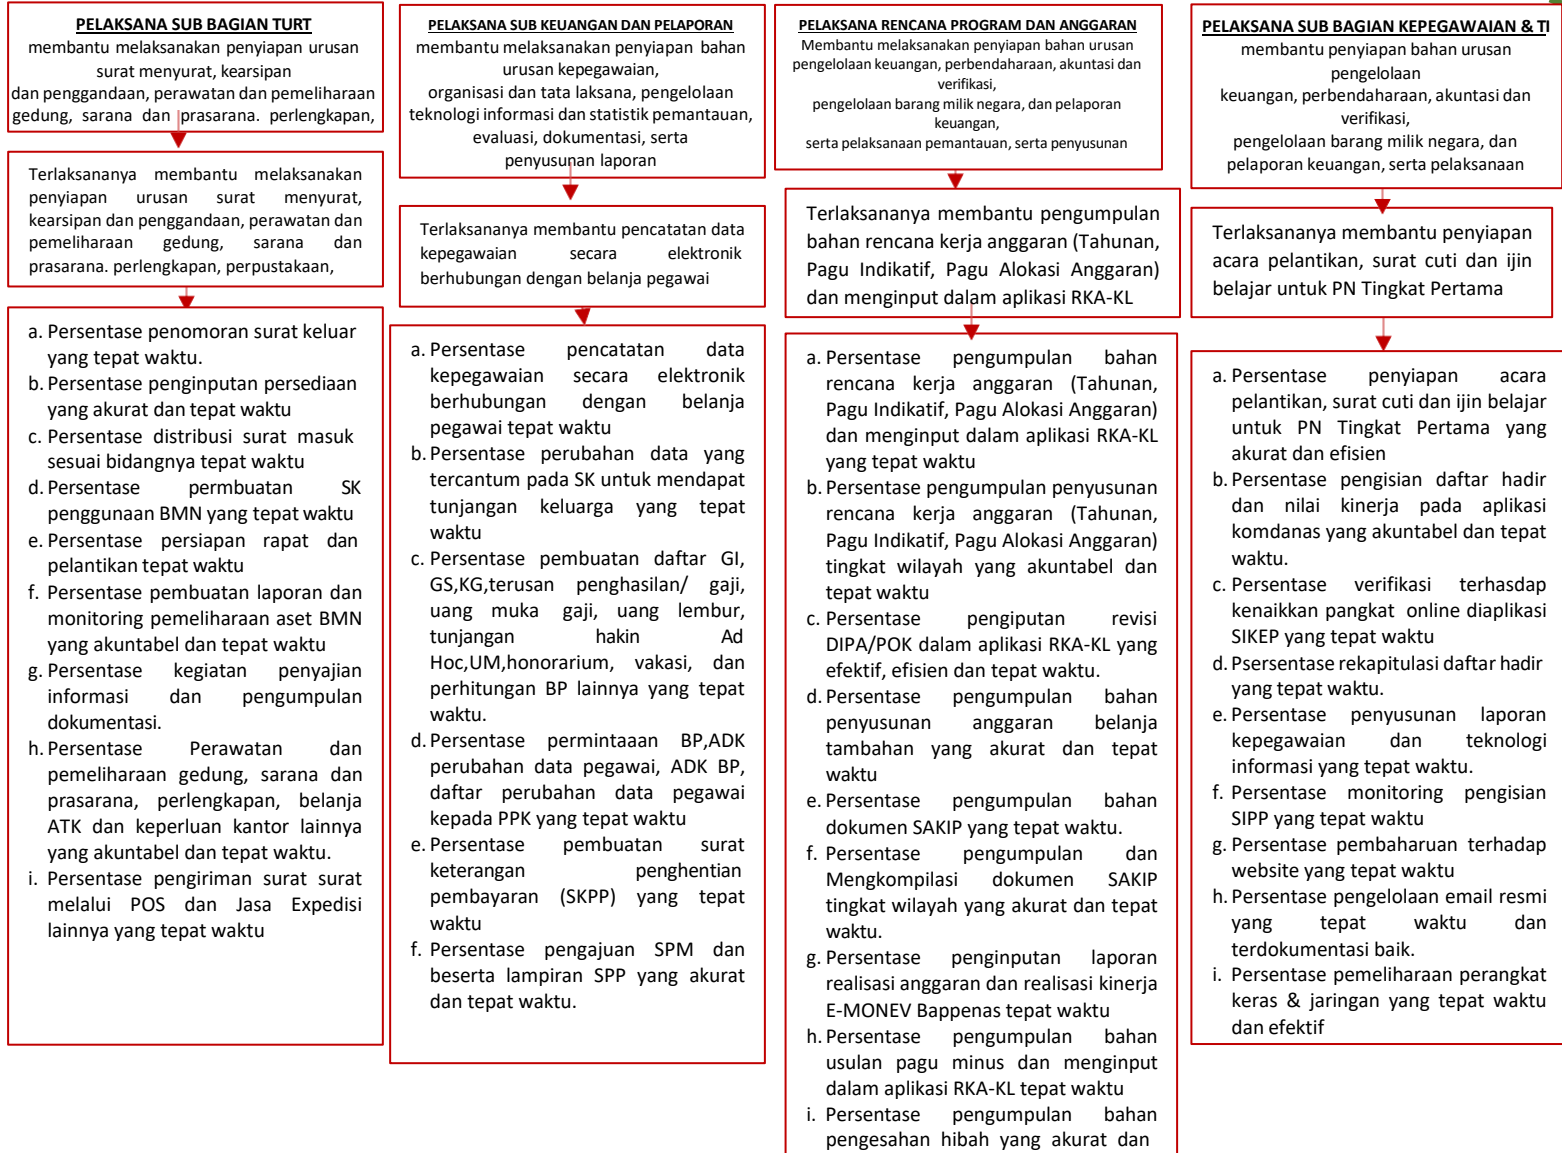 PELAKSANA SUB BAGIAN TURT
membantu melaksanakan penyiapan urusan
surat menyurat, kearsipan
dan penggandaan, perawatan dan pemeliharaan
gedung, sarana dan prasarana. perlengkapan,
Terlaksananya membantu melaksanakan
penyiapan urusan surat menyurat,
kearsipan dan penggandaan, perawatan dan
pemeliharaan gedung, sarana dan
prasarana. perlengkapan, perpustakaan,
a. Persentase penomoran surat keluar
yang tepat waktu.
b. Persentase penginputan persediaan
yang akurat dan tepat waktu
c. Persentase distribusi surat masuk
sesuai bidangnya tepat waktu
d. Persentase permbuatan SK
penggunaan BMN yang tepat waktu
e. Persentase persiapan rapat dan
pelantikan tepat waktu
f. Persentase pembuatan laporan dan
monitoring pemeliharaan aset BMN
yang akuntabel dan tepat waktu
g. Persentase kegiatan penyajian
informasi dan pengumpulan
dokumentasi.
h. Persentase Perawatan dan
pemeliharaan gedung, sarana dan
prasarana, perlengkapan, belanja
ATK dan keperluan kantor lainnya
yang akuntabel dan tepat waktu.
i. Persentase pengiriman surat surat
melalui POS dan Jasa Expedisi
lainnya yang tepat waktu
PELAKSANA SUB KEUANGAN DAN PELAPORAN
membantu melaksanakan penyiapan bahan
urusan kepegawaian,
organisasi dan tata laksana, pengelolaan
teknologi informasi dan statistik pemantauan,
evaluasi, dokumentasi, serta
penyusunan laporan
Terlaksananya membantu pencatatan data
kepegawaian secara elektronik
berhubungan dengan belanja pegawai
a. Persentase pencatatan data
kepegawaian secara elektronik
berhubungan dengan belanja
pegawai tepat waktu
b. Persentase perubahan data yang
tercantum pada SK untuk mendapat
tunjangan keluarga yang tepat
waktu
c. Persentase pembuatan daftar GI,
GS,KG,terusan penghasilan/ gaji,
uang muka gaji, uang lembur,
tunjangan hakin Ad
Hoc,UM,honorarium, vakasi, dan
perhitungan BP lainnya yang tepat
waktu.
d. Persentase permintaaan BP,ADK
perubahan data pegawai, ADK BP,
daftar perubahan data pegawai
kepada PPK yang tepat waktu
e. Persentase pembuatan surat
keterangan penghentian
pembayaran (SKPP) yang tepat
waktu
f. Persentase pengajuan SPM dan
beserta lampiran SPP yang akurat
dan tepat waktu.
PELAKSANA RENCANA PROGRAM DAN ANGGARAN
Membantu melaksanakan penyiapan bahan urusan
pengelolaan keuangan, perbendaharaan, akuntasi dan
verifikasi,
pengelolaan barang milik negara, dan pelaporan
keuangan,
serta pelaksanaan pemantauan, serta penyusunan
Terlaksananya membantu pengumpulan
bahan rencana kerja anggaran (Tahunan,
Pagu Indikatif, Pagu Alokasi Anggaran)
dan menginput dalam aplikasi RKA-KL
a. Persentase pengumpulan bahan
rencana kerja anggaran (Tahunan,
Pagu Indikatif, Pagu Alokasi Anggaran)
dan menginput dalam aplikasi RKA-KL
yang tepat waktu
b. Persentase pengumpulan penyusunan
rencana kerja anggaran (Tahunan,
Pagu Indikatif, Pagu Alokasi Anggaran)
tingkat wilayah yang akuntabel dan
tepat waktu
c. Persentase pengiputan revisi
DIPA/POK dalam aplikasi RKA-KL yang
efektif, efisien dan tepat waktu.
d. Persentase pengumpulan bahan
penyusunan anggaran belanja
tambahan yang akurat dan tepat
waktu
e. Persentase pengumpulan bahan
dokumen SAKIP yang tepat waktu.
f. Persentase pengumpulan dan
Mengkompilasi dokumen SAKIP
tingkat wilayah yang akurat dan tepat
waktu.
g. Persentase penginputan laporan
realisasi anggaran dan realisasi kinerja
E-MONEV Bappenas tepat waktu
h. Persentase pengumpulan bahan
usulan pagu minus dan menginput
dalam aplikasi RKA-KL tepat waktu
i. Persentase pengumpulan bahan
pengesahan hibah yang akurat dan
PELAKSANA SUB BAGIAN KEPEGAWAIAN & TI
membantu penyiapan bahan urusan
pengelolaan
keuangan, perbendaharaan, akuntasi dan
verifikasi,
pengelolaan barang milik negara, dan
pelaporan keuangan, serta pelaksanaan
Terlaksananya membantu penyiapan
acara pelantikan, surat cuti dan ijin
belajar untuk PN Tingkat Pertama
a. Persentase penyiapan acara
pelantikan, surat cuti dan ijin belajar
untuk PN Tingkat Pertama yang
akurat dan efisien
b. Persentase pengisian daftar hadir
dan nilai kinerja pada aplikasi
komdanas yang akuntabel dan tepat
waktu.
c. Persentase verifikasi terhasdap
kenaikkan pangkat online diaplikasi
SIKEP yang tepat waktu
d. Psersentase rekapitulasi daftar hadir
yang tepat waktu.
e. Persentase penyusunan laporan
kepegawaian dan teknologi
informasi yang tepat waktu.
f. Persentase monitoring pengisian
SIPP yang tepat waktu
g. Persentase pembaharuan terhadap
website yang tepat waktu
h. Persentase pengelolaan email resmi
yang tepat waktu dan
terdokumentasi baik.
i. Persentase pemeliharaan perangkat
keras & jaringan yang tepat waktu
dan efektif